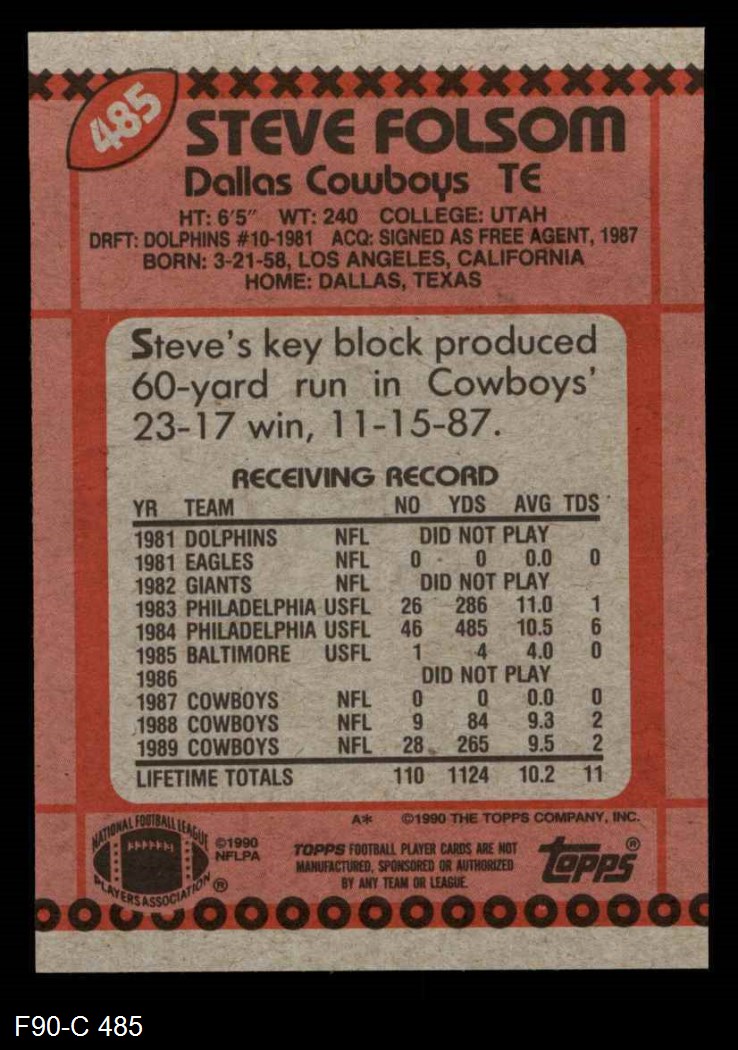 485
STEVE FOLSOM
Dallas Cowboys TE
HT: 6'5" WT: 240 COLLEGE: UTAH
DRFT: DOLPHINS #10-1981 ACQ: SIGNED AS FREE AGENT, 1987
BORN: 3-21-58, LOS ANGELES, CALIFORNIA
HOME: DALLAS, TEXAS
Steve's key block produced
60-yard run in Cowboys'
23-17 win, 11-15-87.
RECEIVING RECORD
YR TEAM NO YDS AVG TDS
1981 DOLPHINS NFL DID NOT PLAY
1981 EAGLES NFL 0 0 0.0 0
1982 GIANTS NFL DID NOT PLAY
1983 PHILADELPHIA USFL 26 286 11.0 1
1984 PHILADELPHIA USFL 46 485 10.5 6
1985 BALTIMORE USFL 1 4 4.0 0
1986 DID NOT PLAY
1987 COWBOYS NFL 0 0 0.0 0
1988 COWBOYS NFL 9 84 9.3 2
1989 COWBOYS NFL 28 265 9.5 2
LIFETIME TOTALS 110 1124 10.2 11
A* ©1990 THE TOPPS COMPANY, INC.
NATIONAL FOOTBALL LEAGUE
PLAYERS ASSOCIATION ®
©1990
NFLPA
TOPPS FOOTBALL PLAYER CARDS ARE NOT
MANUFACTURED, SPONSORED OR AUTHORIZED
BY ANY TEAM OR LEAGUE.
topps ®
F90-C 485